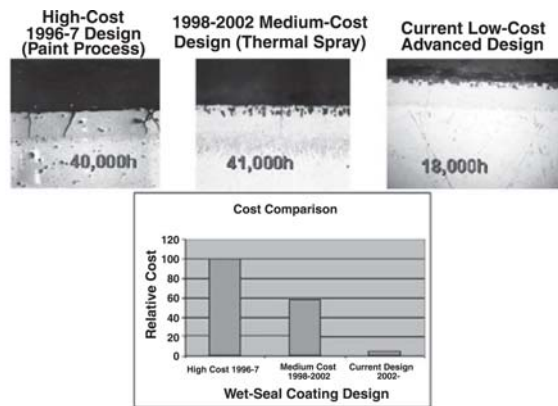 High-Cost
1996-7 Design
(Paint Process)
1998-2002 Medium-Cost
Design (Thermal Spray)
Current Low-Cost
Advanced Design
40,000h
41,000h
18,000h
Cost Comparison
Relative Cost
120
100
80
60
40
20
0
High Cost 1996-7
Medium Cost
1998-2002
Current Design
2002-
Wet-Seal Coating Design